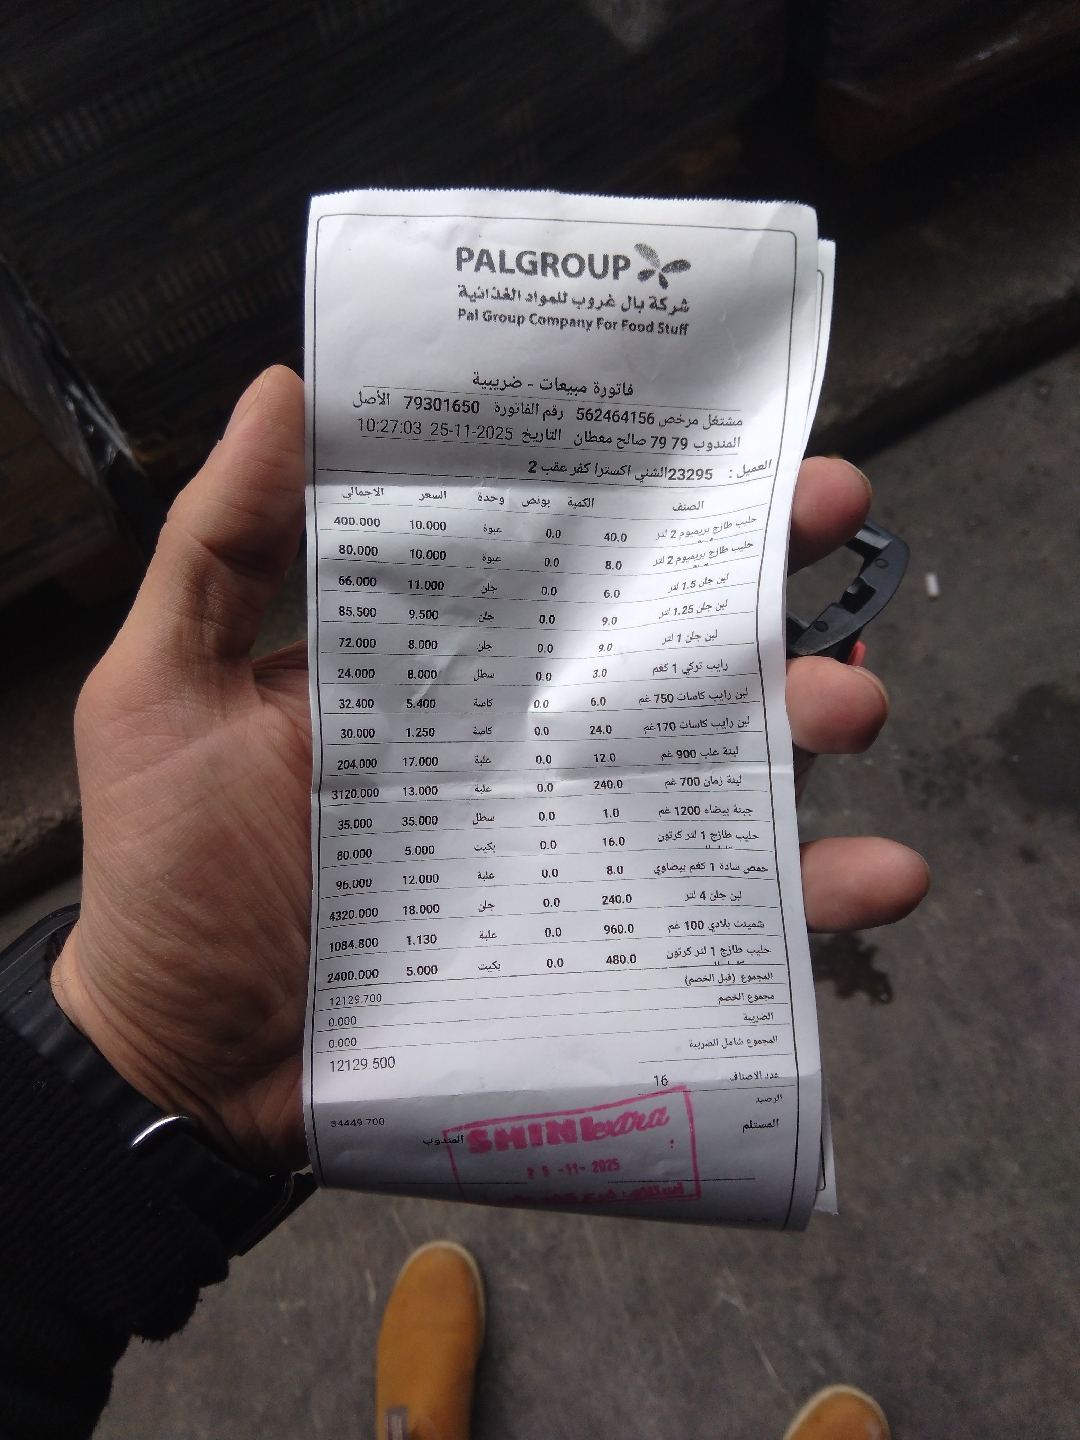 PALGROUP
شركة بال غروب للمواد الغذائية
Pal Group Company For Food Stuff
فاتورة مبيعات - ضريبية
مشتغل مرخص 562464156 رقم الفاتورة 79301650 الأصل
المندوب 79 79 صالح معطان التاريخ 25-11-2025 10:27:03
العميل : 23295الشني اكسترا كفر عقب 2
الصنف الكمية بونص وحدة السعر الاجمالي
حليب طازج بريميوم 2 لتر 40.0 0.0 عبوة 10.000 400.000
حليب طازج بريميوم 2 لتر 8.0 0.0 عبوة 10.000 80.000
لبن جلن 1.5 لتر 6.0 0.0 جلن 11.000 66.000
لبن جلن 1.25 لتر 9.0 0.0 جلن 9.500 85.500
لبن جلن 1 لتر 9.0 0.0 جلن 8.000 72.000
رايب تركي 1 كغم 3.0 0.0 سطل 8.000 24.000
لبن رايب كاسات 750 غم 6.0 0.0 كاسة 5.400 32.400
لبن رايب كاسات 170غم 24.0 0.0 كاسة 1.250 30.000
لبنة علب 900 غم 12.0 0.0 علبة 17.000 204.000
لبنة زمان 700 غم 240.0 0.0 علبة 13.000 3120.000
جبنة بيضاء 1200 غم 1.0 0.0 سطل 35.000 35.000
حليب طازج 1 لتر كرتون 16.0 0.0 بكيت 5.000 80.000
حمص سادة 1 كغم بيضاوي 8.0 0.0 علبة 12.000 96.000
لبن جلن 4 لتر 240.0 0.0 جلن 18.000 4320.000
شمينت بلادي 100 غم 960.0 0.0 علبة 1.130 1084.800
حليب طازج 1 لتر كرتون 480.0 0.0 بكيت 5.000 2400.000
المجموع (قبل الخصم) 12129.700
مجموع الخصم 0.000
الضريبة 0.000
المجموع شامل الضريبة 12129.500
عدد الاصناف 16
الرصيد 34449.700
المستلم المندوب
SHINI extra
-11- 2025